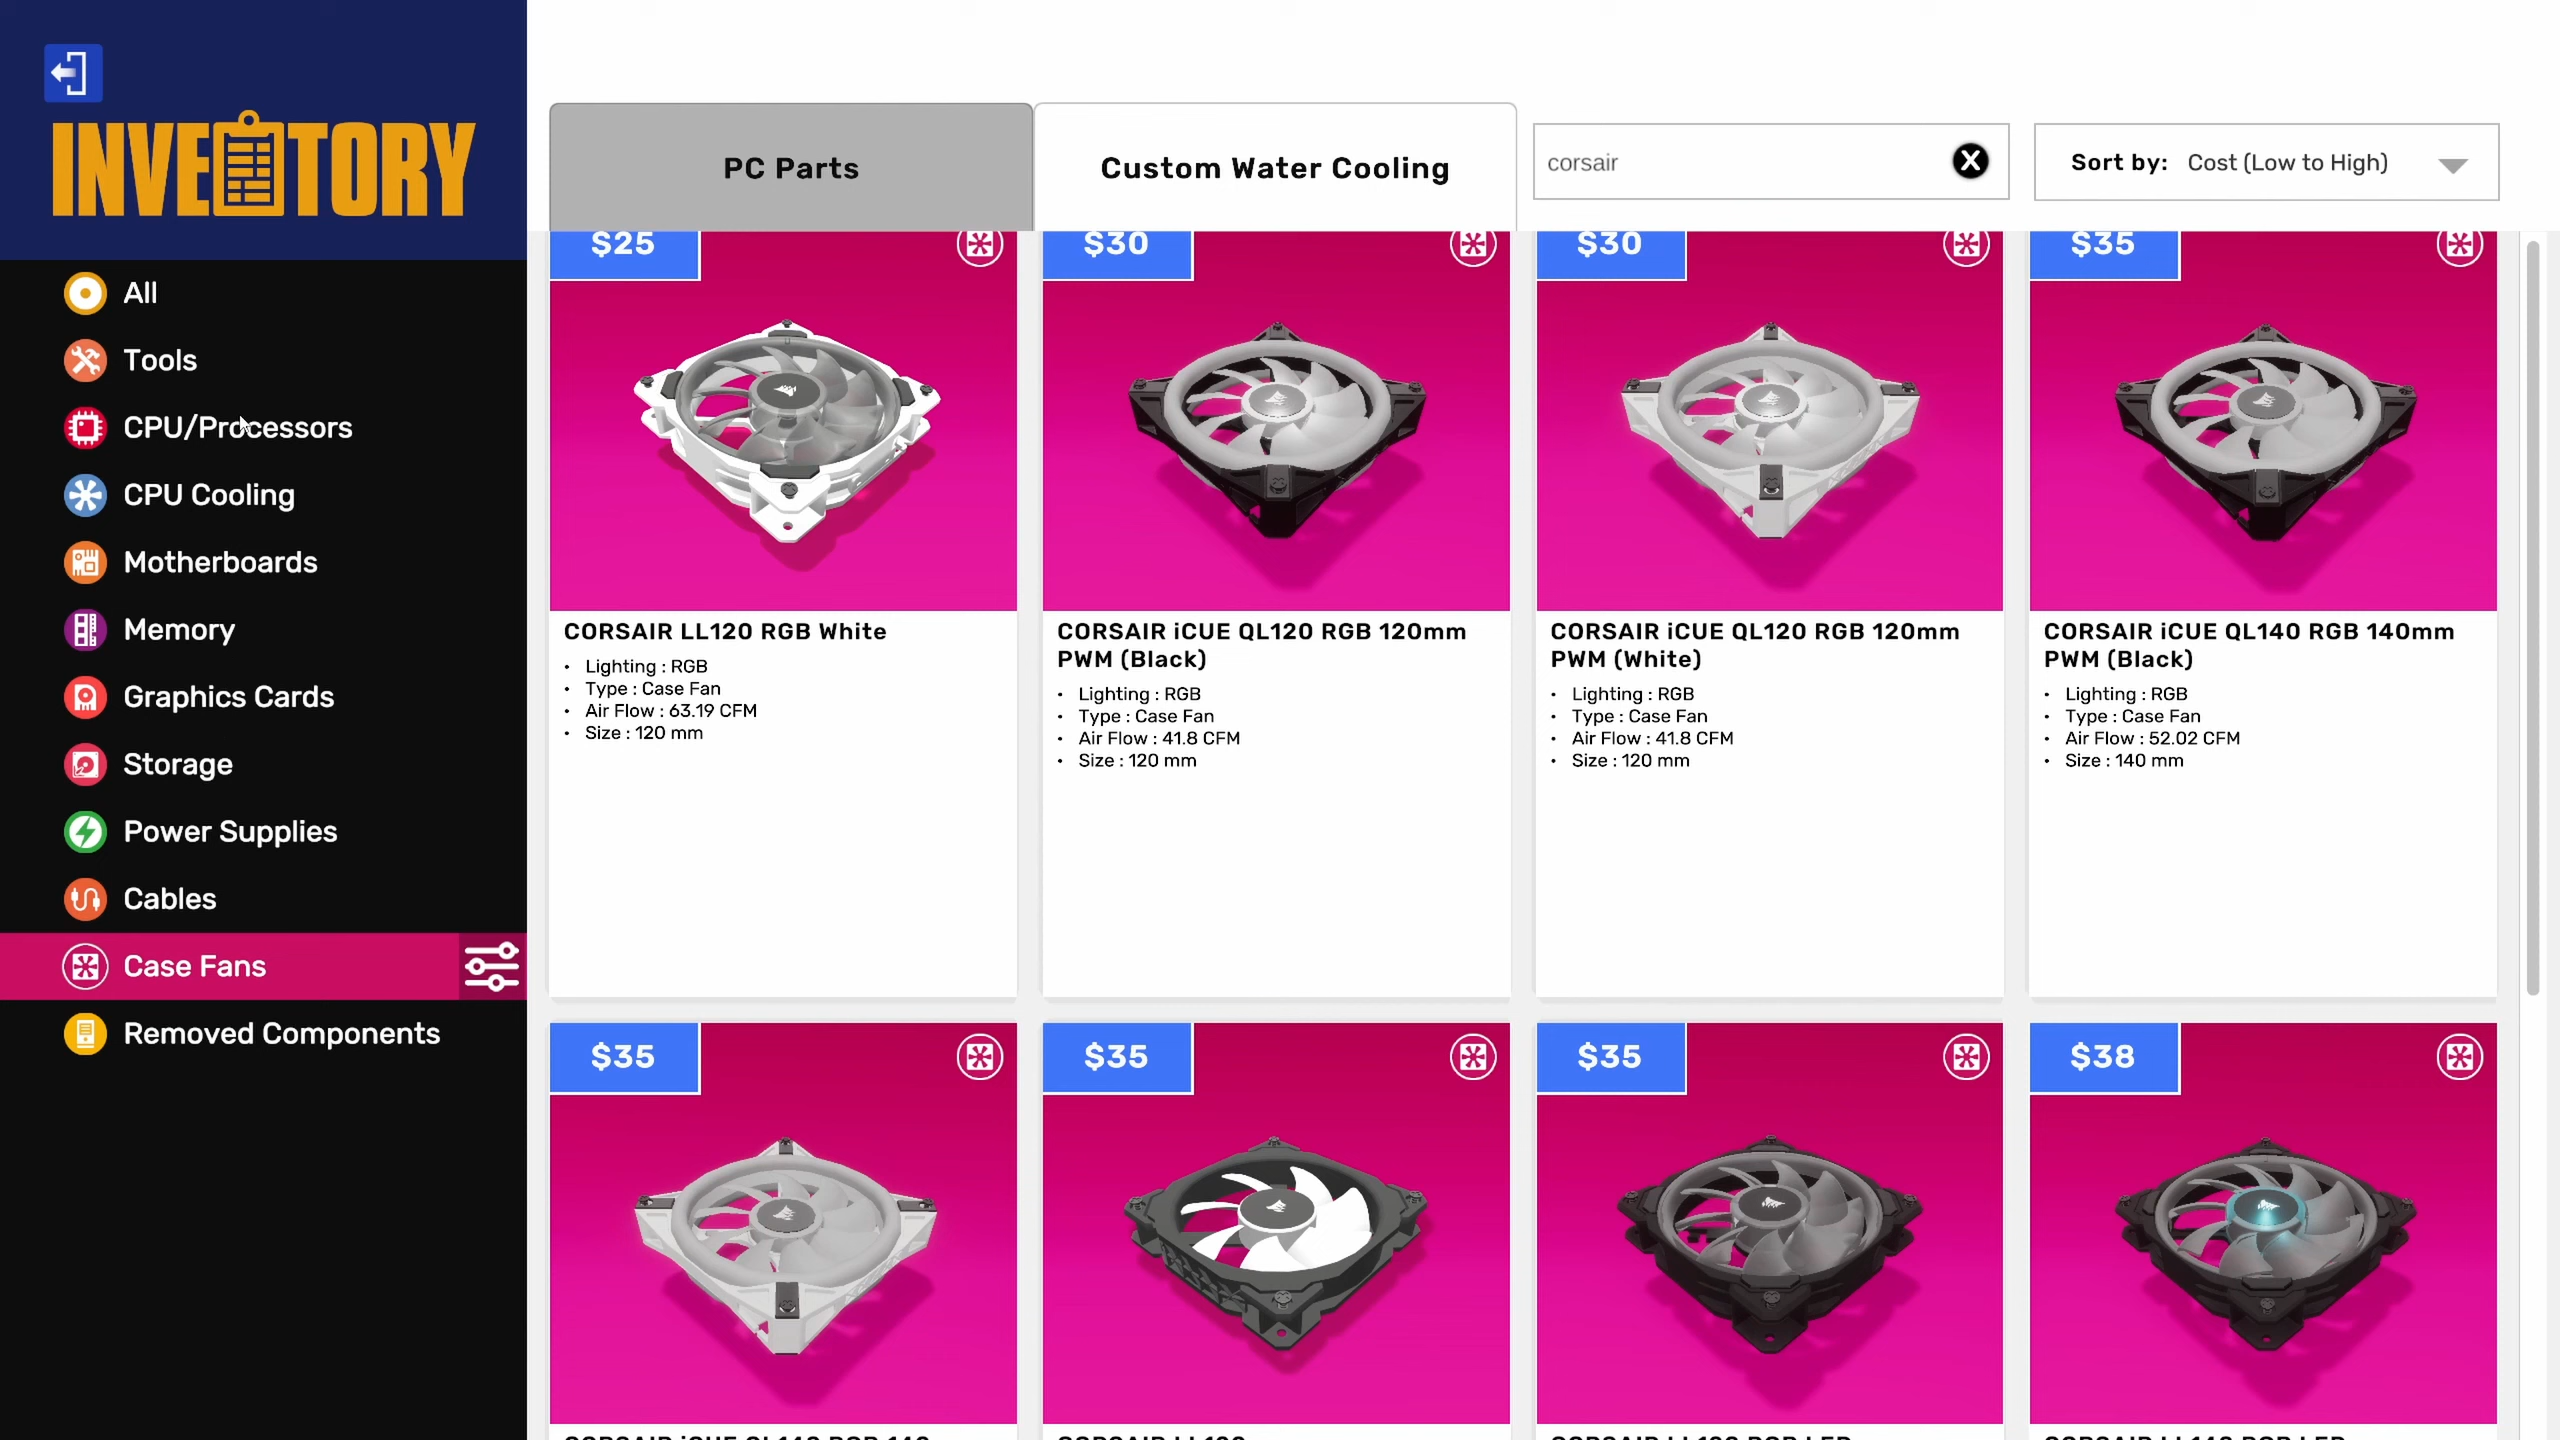 INVENTORY
All
Tools
CPU/Processors
CPU Cooling
Motherboards
Memory
Graphics Cards
Storage
Power Supplies
Cables
Case Fans
Removed Components
PC Parts
Custom Water Cooling
corsair
X
Sort by: Cost (Low to High)
$25
CORSAIR LL120 RGB White
• Lighting : RGB
• Type : Case Fan
• Air Flow : 63.19 CFM
• Size : 120 mm
$30
CORSAIR iCUE QL120 RGB 120mm
PWM (Black)
• Lighting : RGB
• Type : Case Fan
• Air Flow : 41.8 CFM
• Size : 120 mm
$30
CORSAIR iCUE QL120 RGB 120mm
PWM (White)
• Lighting : RGB
• Type : Case Fan
• Air Flow : 41.8 CFM
• Size : 120 mm
$35
CORSAIR iCUE QL140 RGB 140mm
PWM (Black)
• Lighting : RGB
• Type : Case Fan
• Air Flow : 52.02 CFM
• Size : 140 mm
$35
$35
$35
$38